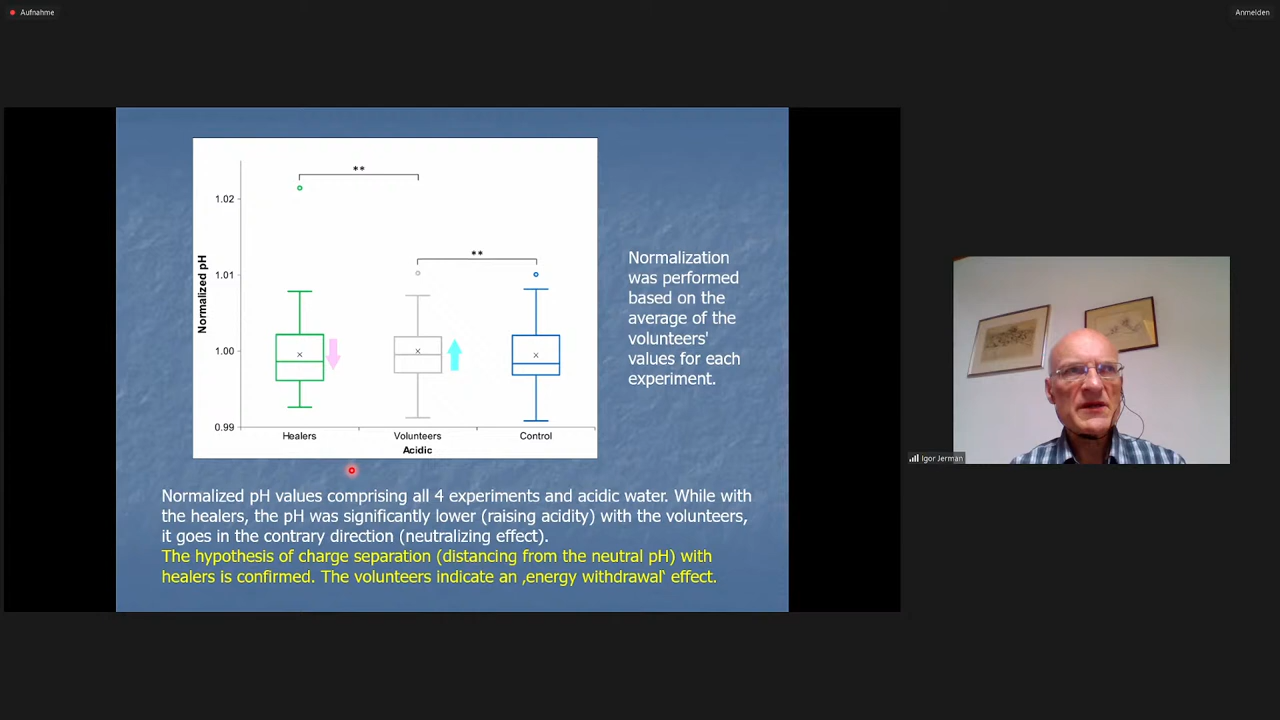 Aufnahme
Anmelden
**
**
1.02
1.01
1.00
0.99
Normalized pH
Healers
Volunteers
Control
Acidic
Normalization
was performed
based on the
average of the
volunteers'
values for each
experiment.
Normalized pH values comprising all 4 experiments and acidic water. While with
the healers, the pH was significantly lower (raising acidity) with the volunteers,
it goes in the contrary direction (neutralizing effect).
The hypothesis of charge separation (distancing from the neutral pH) with
healers is confirmed. The volunteers indicate an ‚energy withdrawal‘ effect.
Igor Jerman